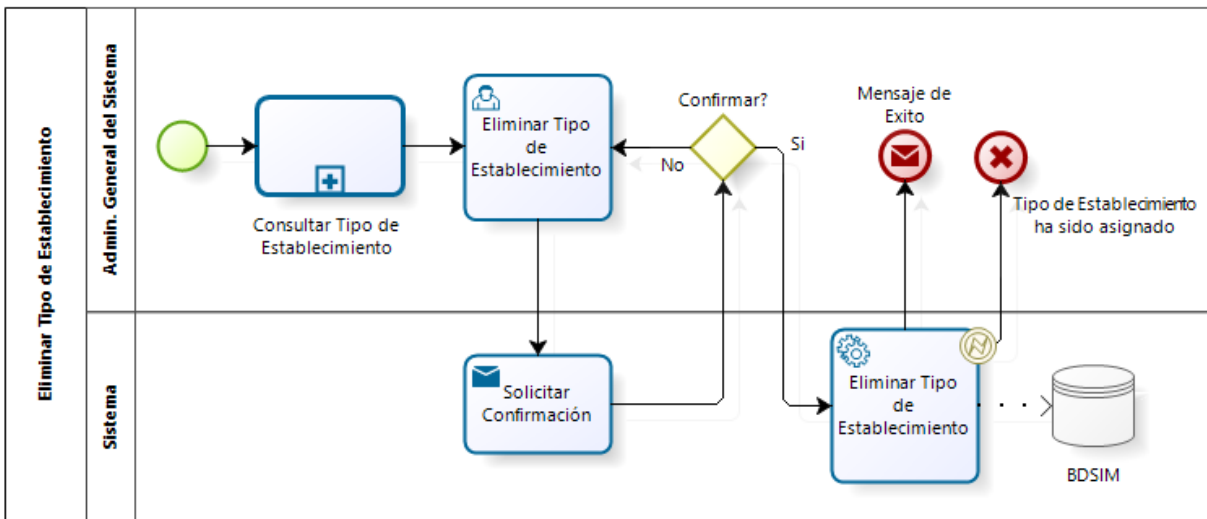 Eliminar Tipo de Establecimiento
Admin. General del Sistema
Consultar Tipo de
Establecimiento
Eliminar Tipo
de
Establecimiento
Confirmar?
No
Si
Mensaje de
Exito
Tipo de Establecimiento
ha sido asignado
Sistema
Solicitar
Confirmación
Eliminar Tipo
de
Establecimiento
BDSIM